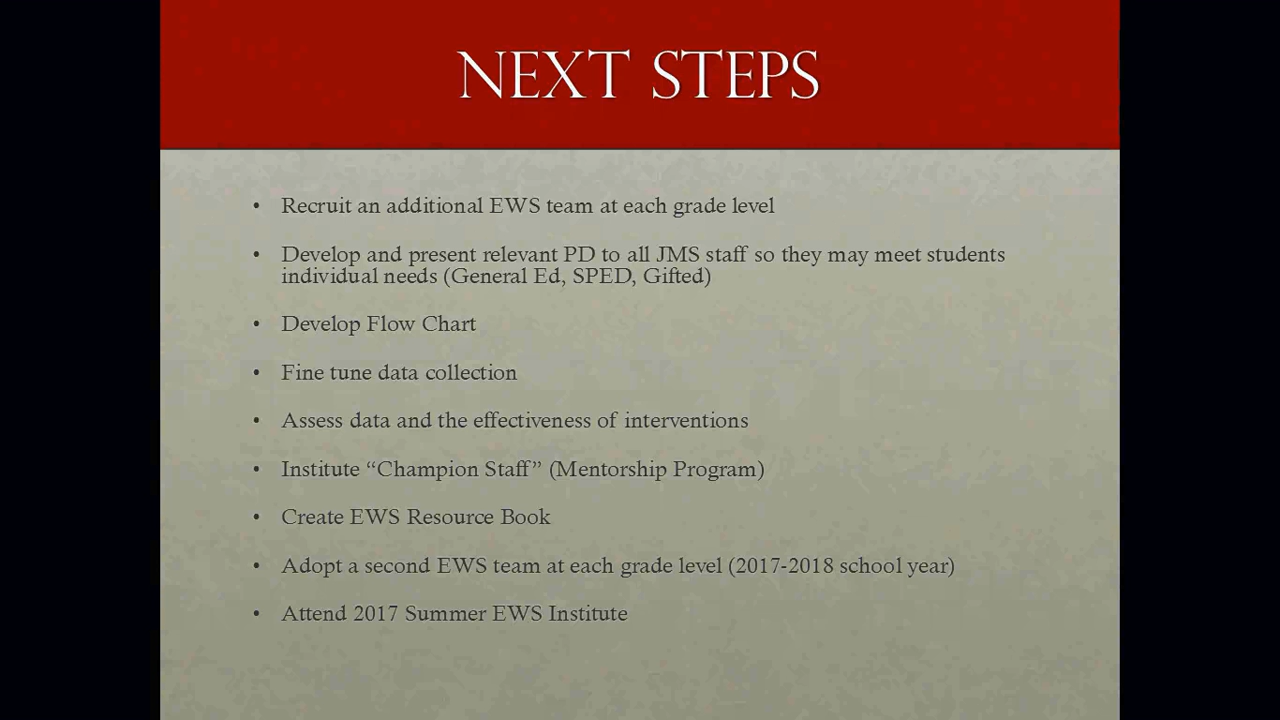 NEXT STEPS
• Recruit an additional EWS team at each grade level
• Develop and present relevant PD to all JMS staff so they may meet students
individual needs (General Ed, SPED, Gifted)
• Develop Flow Chart
• Fine tune data collection
• Assess data and the effectiveness of interventions
• Institute “Champion Staff” (Mentorship Program)
• Create EWS Resource Book
• Adopt a second EWS team at each grade level (2017-2018 school year)
• Attend 2017 Summer EWS Institute